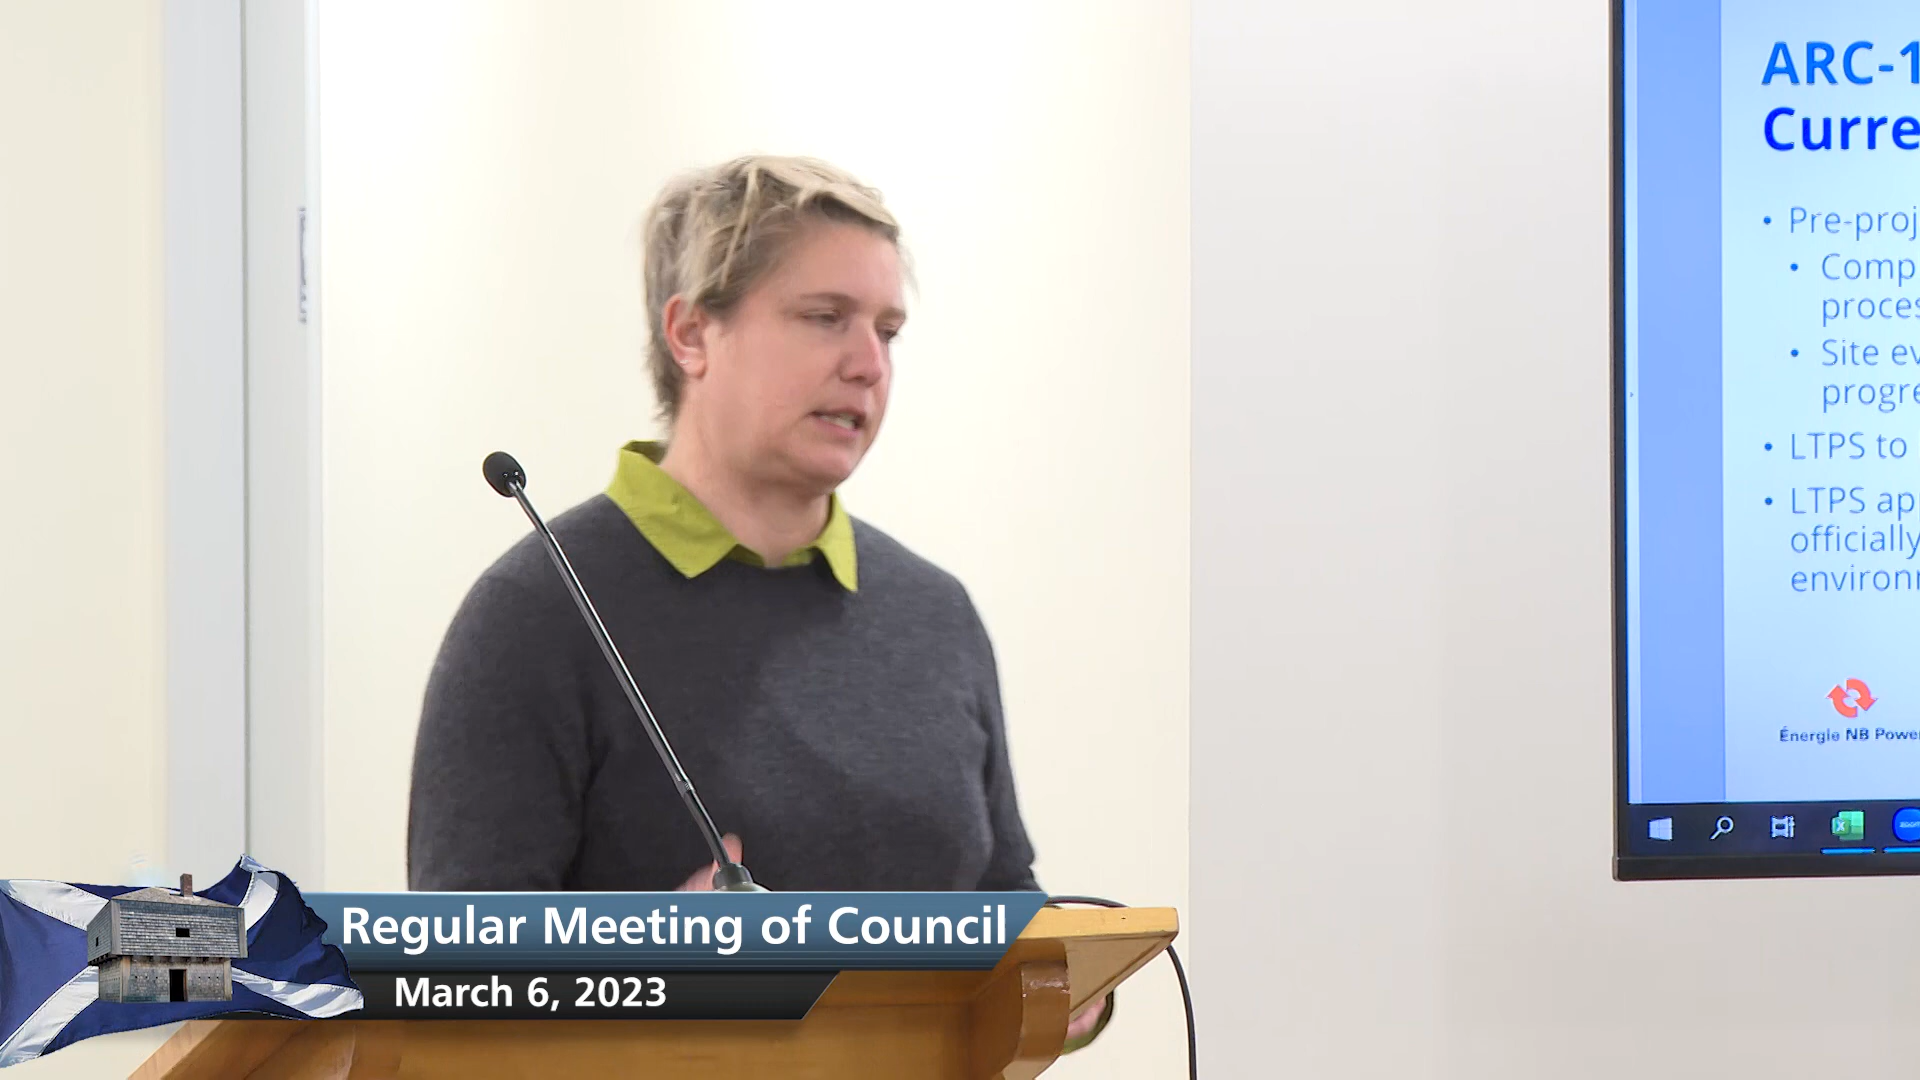 ARC-1
Curre
• Pre-proj
• Comp
proces
• Site ev
progre
• LTPS to
• LTPS ap
officially
environ
Énergie NB Power
Regular Meeting of Council
March 6, 2023